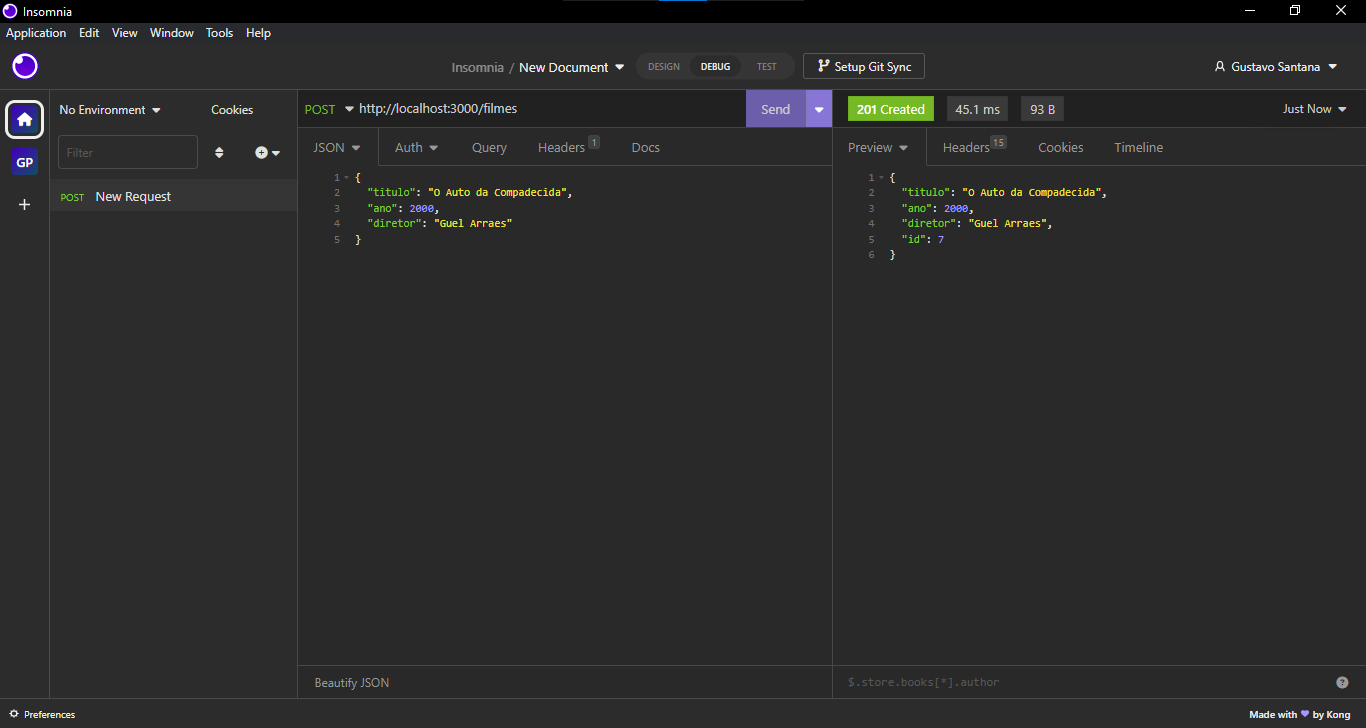 Insomnia
Application Edit View Window Tools Help
Insomnia / New Document DESIGN DEBUG TEST Setup Git Sync Gustavo Santana
No Environment Cookies
POST http://localhost:3000/filmes Send
201 Created 45.1 ms 93 B Just Now
Filter
GP
POST New Request
JSON Auth Query Headers 1 Docs
1 {
2 "titulo": "O Auto da Compadecida",
3 "ano": 2000,
4 "diretor": "Guel Arraes"
5 }
Beautify JSON
Preview Headers 15 Cookies Timeline
1 {
2 "titulo": "O Auto da Compadecida",
3 "ano": 2000,
4 "diretor": "Guel Arraes",
5 "id": 7
6 }
$.store.books[*].author ?
Preferences Made with by Kong